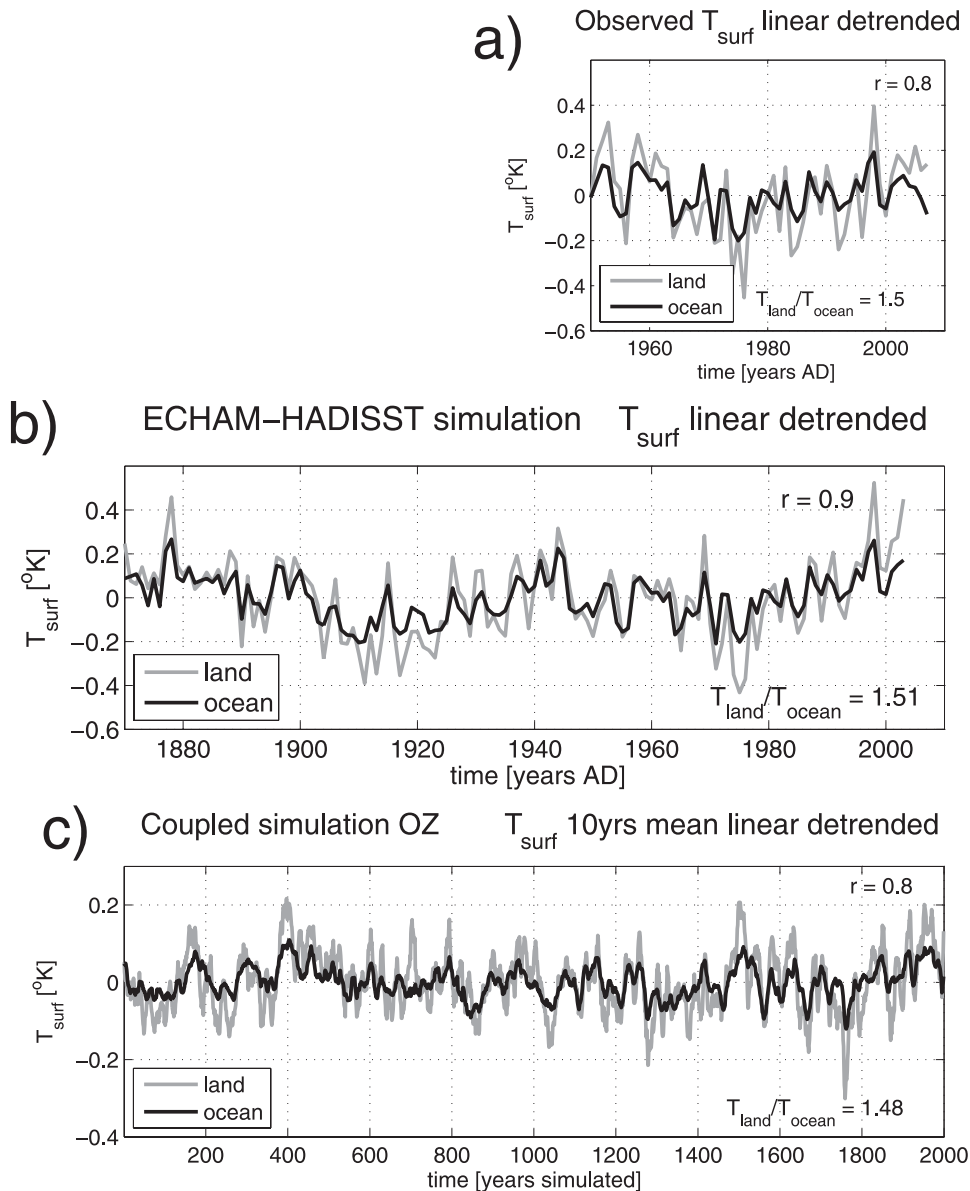 a)
Observed T_surf linear detrended
r = 0.8
0.4
0.2
0
−0.2
−0.4
−0.6
T_surf [°K]
land
ocean
T_land/T_ocean = 1.5
1960 1980 2000
time [years AD]
b)
ECHAM−HADISST simulation T_surf linear detrended
r = 0.9
0.4
0.2
0
−0.2
−0.4
−0.6
T_surf [°K]
land
ocean
T_land/T_ocean = 1.51
1880 1900 1920 1940 1960 1980 2000
time [years AD]
c)
Coupled simulation OZ T_surf 10yrs mean linear detrended
r = 0.8
0.2
0
−0.2
−0.4
T_surf [°K]
land
ocean
T_land/T_ocean = 1.48
200 400 600 800 1000 1200 1400 1600 1800 2000
time [years simulated]